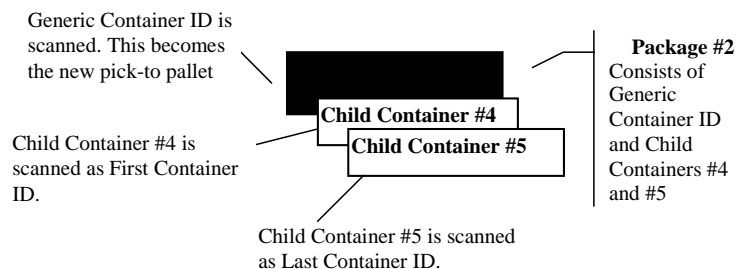 Generic Container ID is
scanned. This becomes
the new pick-to pallet
Package #2
Consists of
Generic
Container ID
and Child
Containers #4
and #5
Child Container #4
Child Container #5
Child Container #4 is
scanned as First Container
ID.
Child Container #5 is scanned
as Last Container ID.